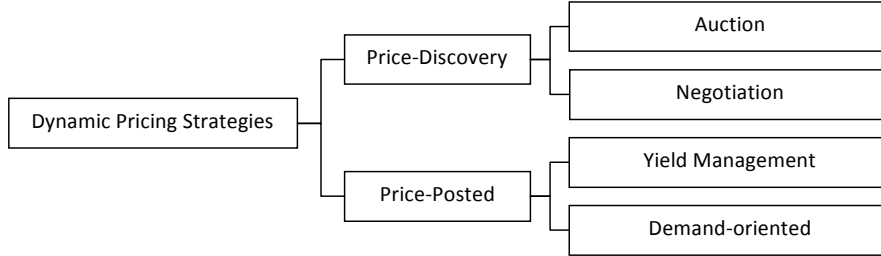 Dynamic Pricing Strategies
Price-Discovery
Auction
Negotiation
Price-Posted
Yield Management
Demand-oriented